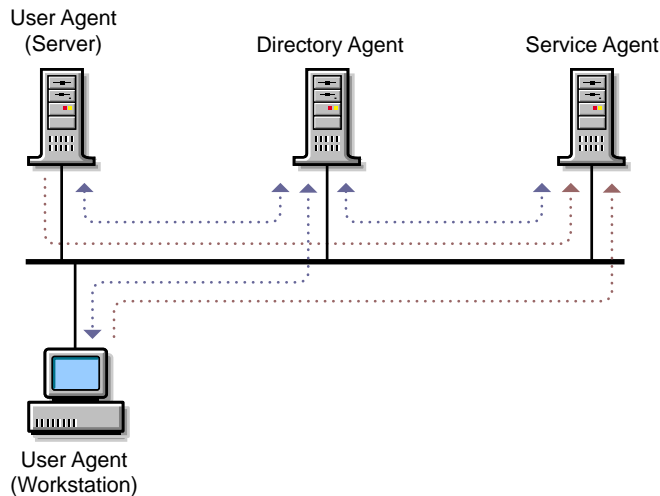 User Agent
(Server)
Directory Agent
Service Agent
User Agent
(Workstation)